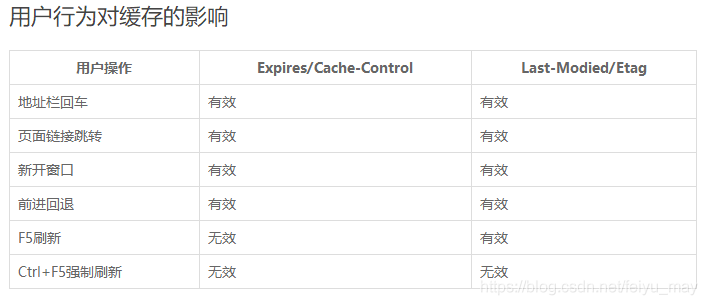 用户行为对缓存的影响
用户操作 Expires/Cache-Control Last-Modied/Etag
地址栏回车 有效 有效
页面链接跳转 有效 有效
新开窗口 有效 有效
前进回退 有效 有效
F5刷新 无效 有效
Ctrl+F5强制刷新 无效 无效
https://blog.csdn.net/feiyu_may